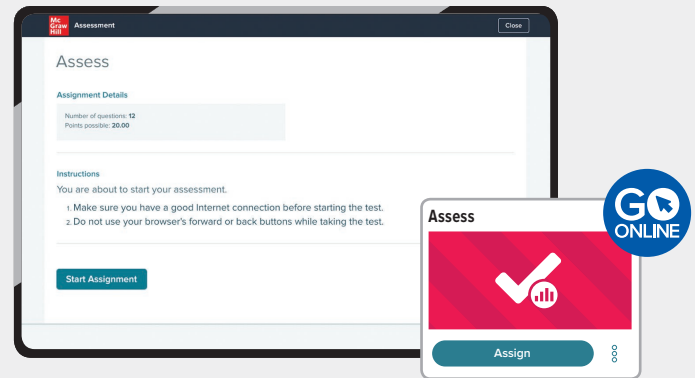 Mc
Graw
Hill
Assessment
Close
Assess
Assignment Details
Number of questions: 12
Points possible: 20.00
Instructions
You are about to start your assessment.
1. Make sure you have a good Internet connection before starting the test.
2. Do not use your browser's forward or back buttons while taking the test.
Start Assignment
Assess
Assign
GO
ONLINE